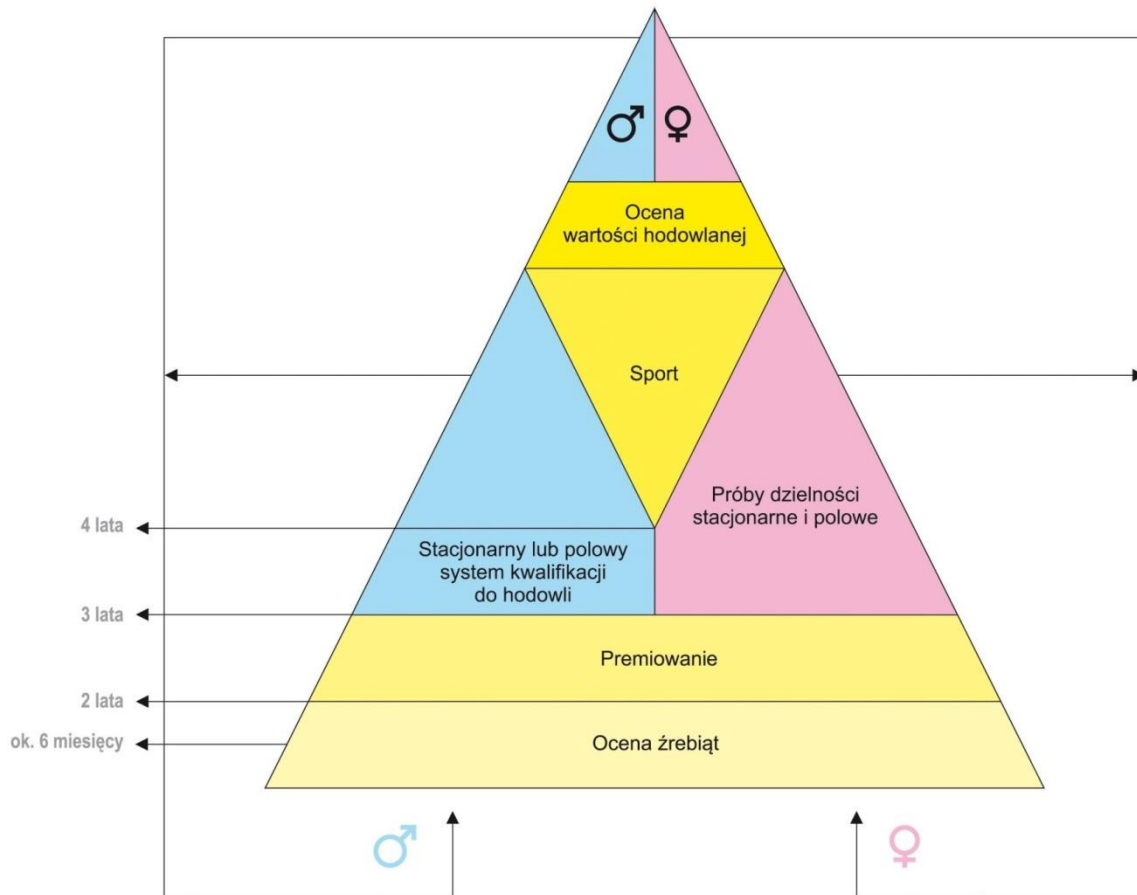 ♂ ♀
Ocena
wartości hodowlanej
Sport
Próby dzielności
stacjonarne i polowe
4 lata
Stacjonarny lub polowy
system kwalifikacji
do hodowli
3 lata
Premiowanie
2 lata
ok. 6 miesięcy
Ocena źrebiąt
♂ ♀